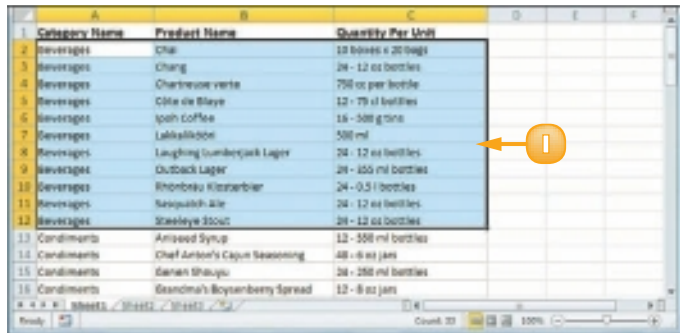 A B C D E F
1 Category Name Product Name Quantity Per Unit
2 Beverages Chai 10 boxes x 20 bags
3 Beverages Chang 24 - 12 oz bottles
4 Beverages Chartreuse verte 750 cc per bottle
5 Beverages Côte de Blaye 12 - 75 cl bottles
6 Beverages Ipoh Coffee 16 - 500 g tins
7 Beverages Lakkalikööri 500 ml
8 Beverages Laughing Lumberjack Lager 24 - 12 oz bottles
9 Beverages Outback Lager 24 - 355 ml bottles
10 Beverages Rhönbräu Klosterbier 24 - 0.5 l bottles
11 Beverages Sasquatch Ale 24 - 12 oz bottles
12 Beverages Steeleye Stout 24 - 12 oz bottles
13 Condiments Aniseed Syrup 12 - 550 ml bottles
14 Condiments Chef Anton's Cajun Seasoning 48 - 6 oz jars
15 Condiments Genen Shouyu 24 - 250 ml bottles
16 Condiments Grandma's Boysenberry Spread 12 - 8 oz jars
Sheet1 Sheet2 Sheet3
Ready Count: 33 100%
1